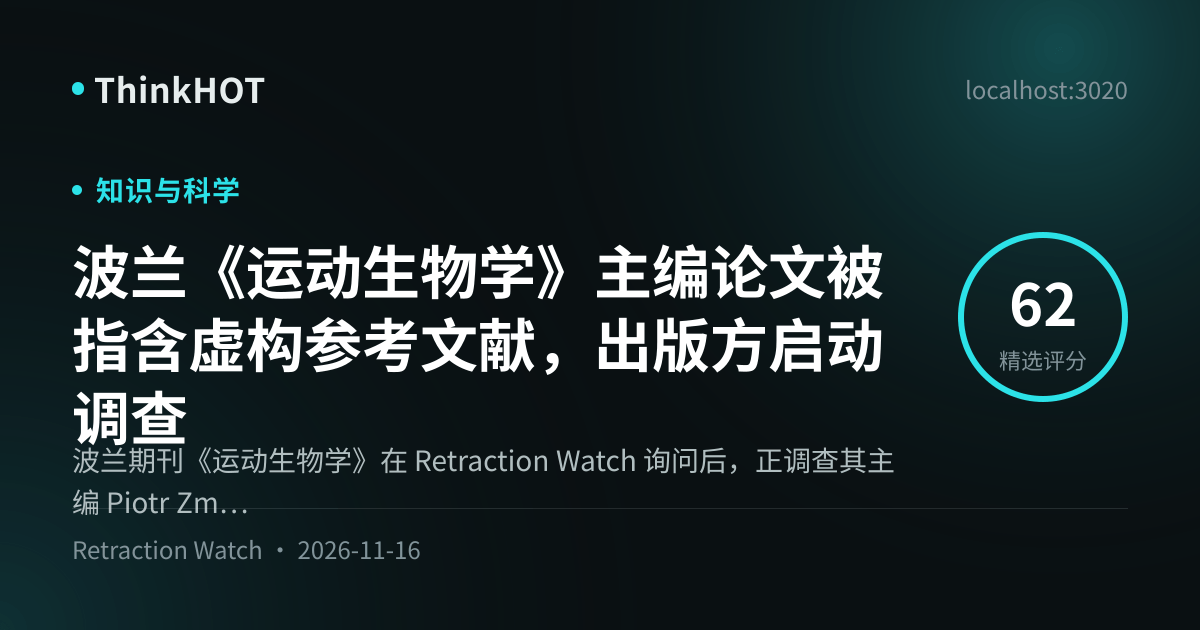 ThinkHOT
localhost:3020
知识与科学
波兰《运动生物学》主编论文被
指含虚构参考文献，出版方启动
调查
62
精选评分
波兰期刊《运动生物学》在 Retraction Watch 询问后，正调查其主
编 Piotr Zm…
Retraction Watch · 2026-11-16